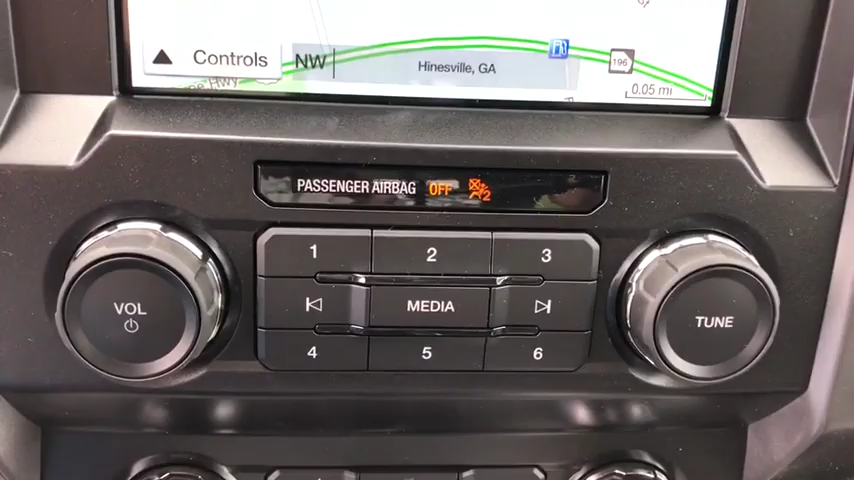 Controls
NW
Hinesville, GA
196
Hwy
0.05 mi
PASSENGER AIRBAG OFF 2
1 2 3
VOL
MEDIA
TUNE
4 5 6